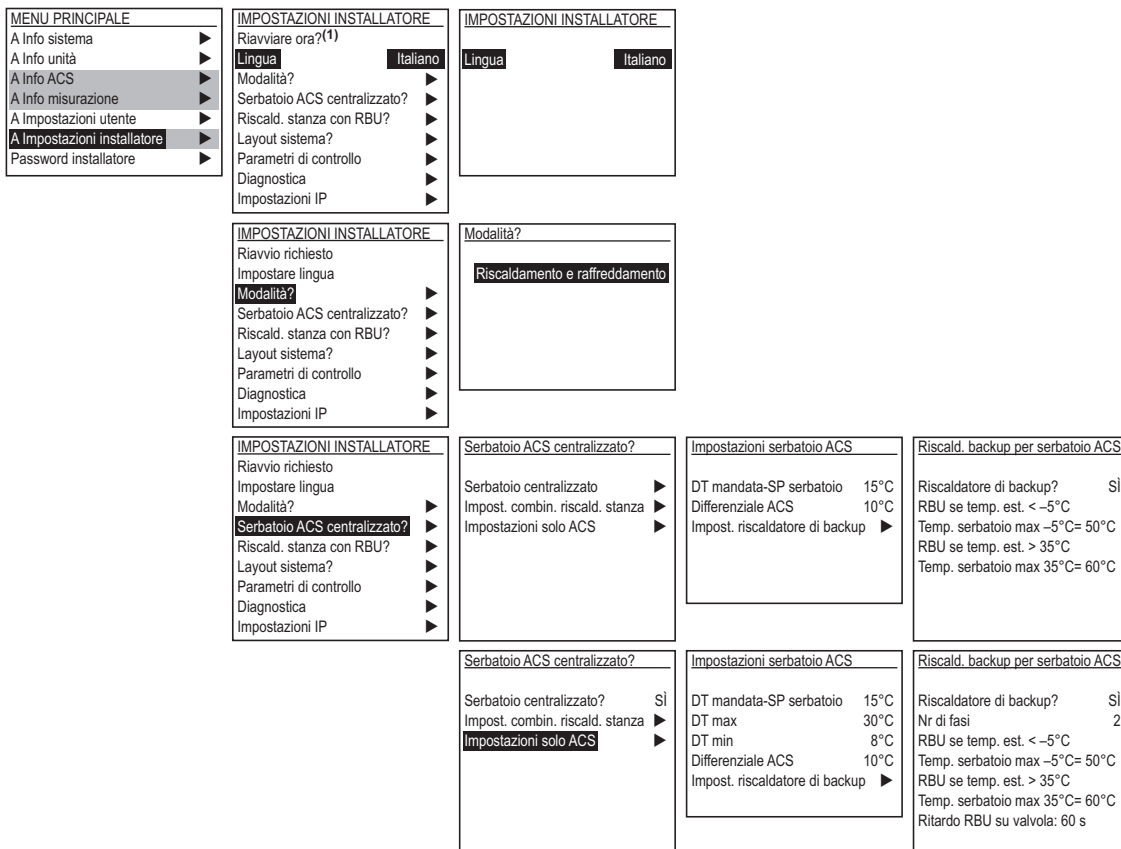 MENU PRINCIPALE
A Info sistema ▶
A Info unità ▶
A Info ACS ▶
A Info misurazione ▶
A Impostazioni utente ▶
A Impostazioni installatore ▶
Password installatore ▶
IMPOSTAZIONI INSTALLATORE
Riavviare ora?(1)
Lingua Italiano
Modalità? ▶
Serbatoio ACS centralizzato? ▶
Riscald. stanza con RBU? ▶
Layout sistema? ▶
Parametri di controllo ▶
Diagnostica ▶
Impostazioni IP ▶
IMPOSTAZIONI INSTALLATORE
Lingua Italiano
IMPOSTAZIONI INSTALLATORE
Riavvio richiesto
Impostare lingua
Modalità? ▶
Serbatoio ACS centralizzato? ▶
Riscald. stanza con RBU? ▶
Layout sistema? ▶
Parametri di controllo ▶
Diagnostica ▶
Impostazioni IP ▶
Modalità?
Riscaldamento e raffreddamento
IMPOSTAZIONI INSTALLATORE
Riavvio richiesto
Impostare lingua
Modalità? ▶
Serbatoio ACS centralizzato? ▶
Riscald. stanza con RBU? ▶
Layout sistema? ▶
Parametri di controllo ▶
Diagnostica ▶
Impostazioni IP ▶
Serbatoio ACS centralizzato?
Serbatoio centralizzato ▶
Impost. combin. riscald. stanza ▶
Impostazioni solo ACS ▶
Impostazioni serbatoio ACS
DT mandata-SP serbatoio 15°C
Differenziale ACS 10°C
Impost. riscaldatore di backup ▶
Riscald. backup per serbatoio ACS
Riscaldatore di backup? SÌ
RBU se temp. est. < –5°C
Temp. serbatoio max –5°C= 50°C
RBU se temp. est. > 35°C
Temp. serbatoio max 35°C= 60°C
Serbatoio ACS centralizzato?
Serbatoio centralizzato? SÌ
Impost. combin. riscald. stanza ▶
Impostazioni solo ACS ▶
Impostazioni serbatoio ACS
DT mandata-SP serbatoio 15°C
DT max 30°C
DT min 8°C
Differenziale ACS 10°C
Impost. riscaldatore di backup ▶
Riscald. backup per serbatoio ACS
Riscaldatore di backup? SÌ
Nr di fasi 2
RBU se temp. est. < –5°C
Temp. serbatoio max –5°C= 50°C
RBU se temp. est. > 35°C
Temp. serbatoio max 35°C= 60°C
Ritardo RBU su valvola: 60 s